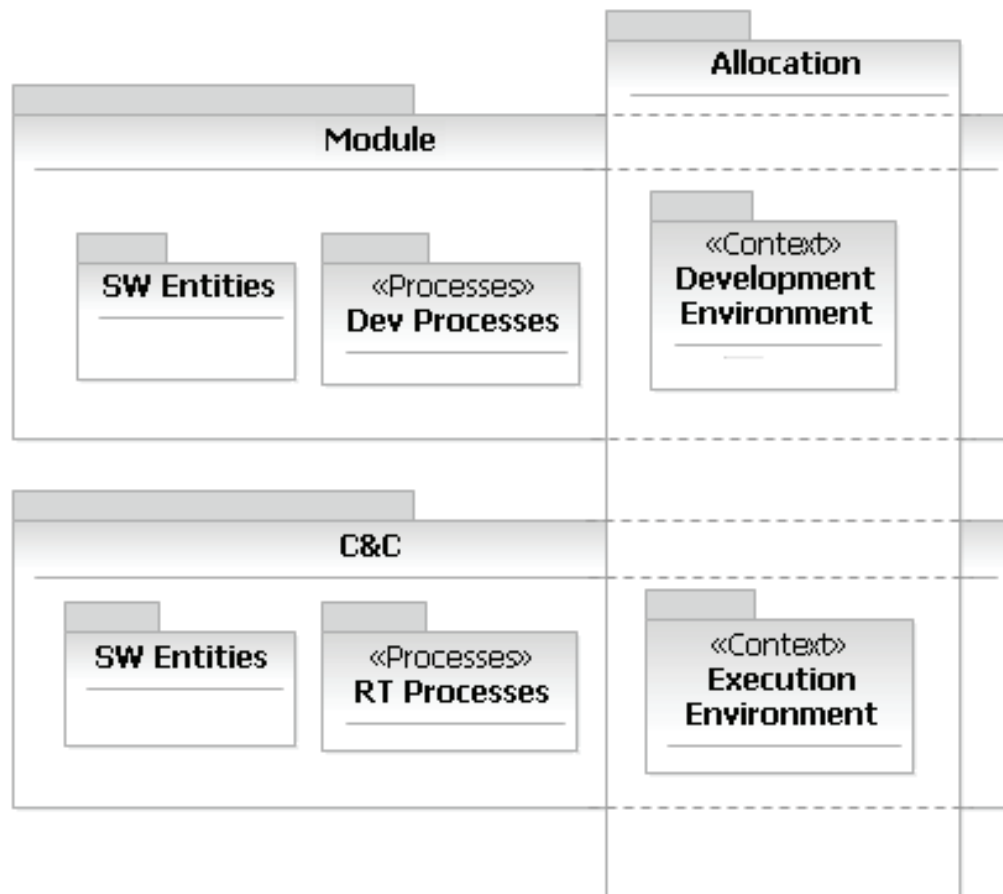 Allocation
Module
SW Entities
«Processes»
Dev Processes
«Context»
Development
Environment
C&C
SW Entities
«Processes»
RT Processes
«Context»
Execution
Environment